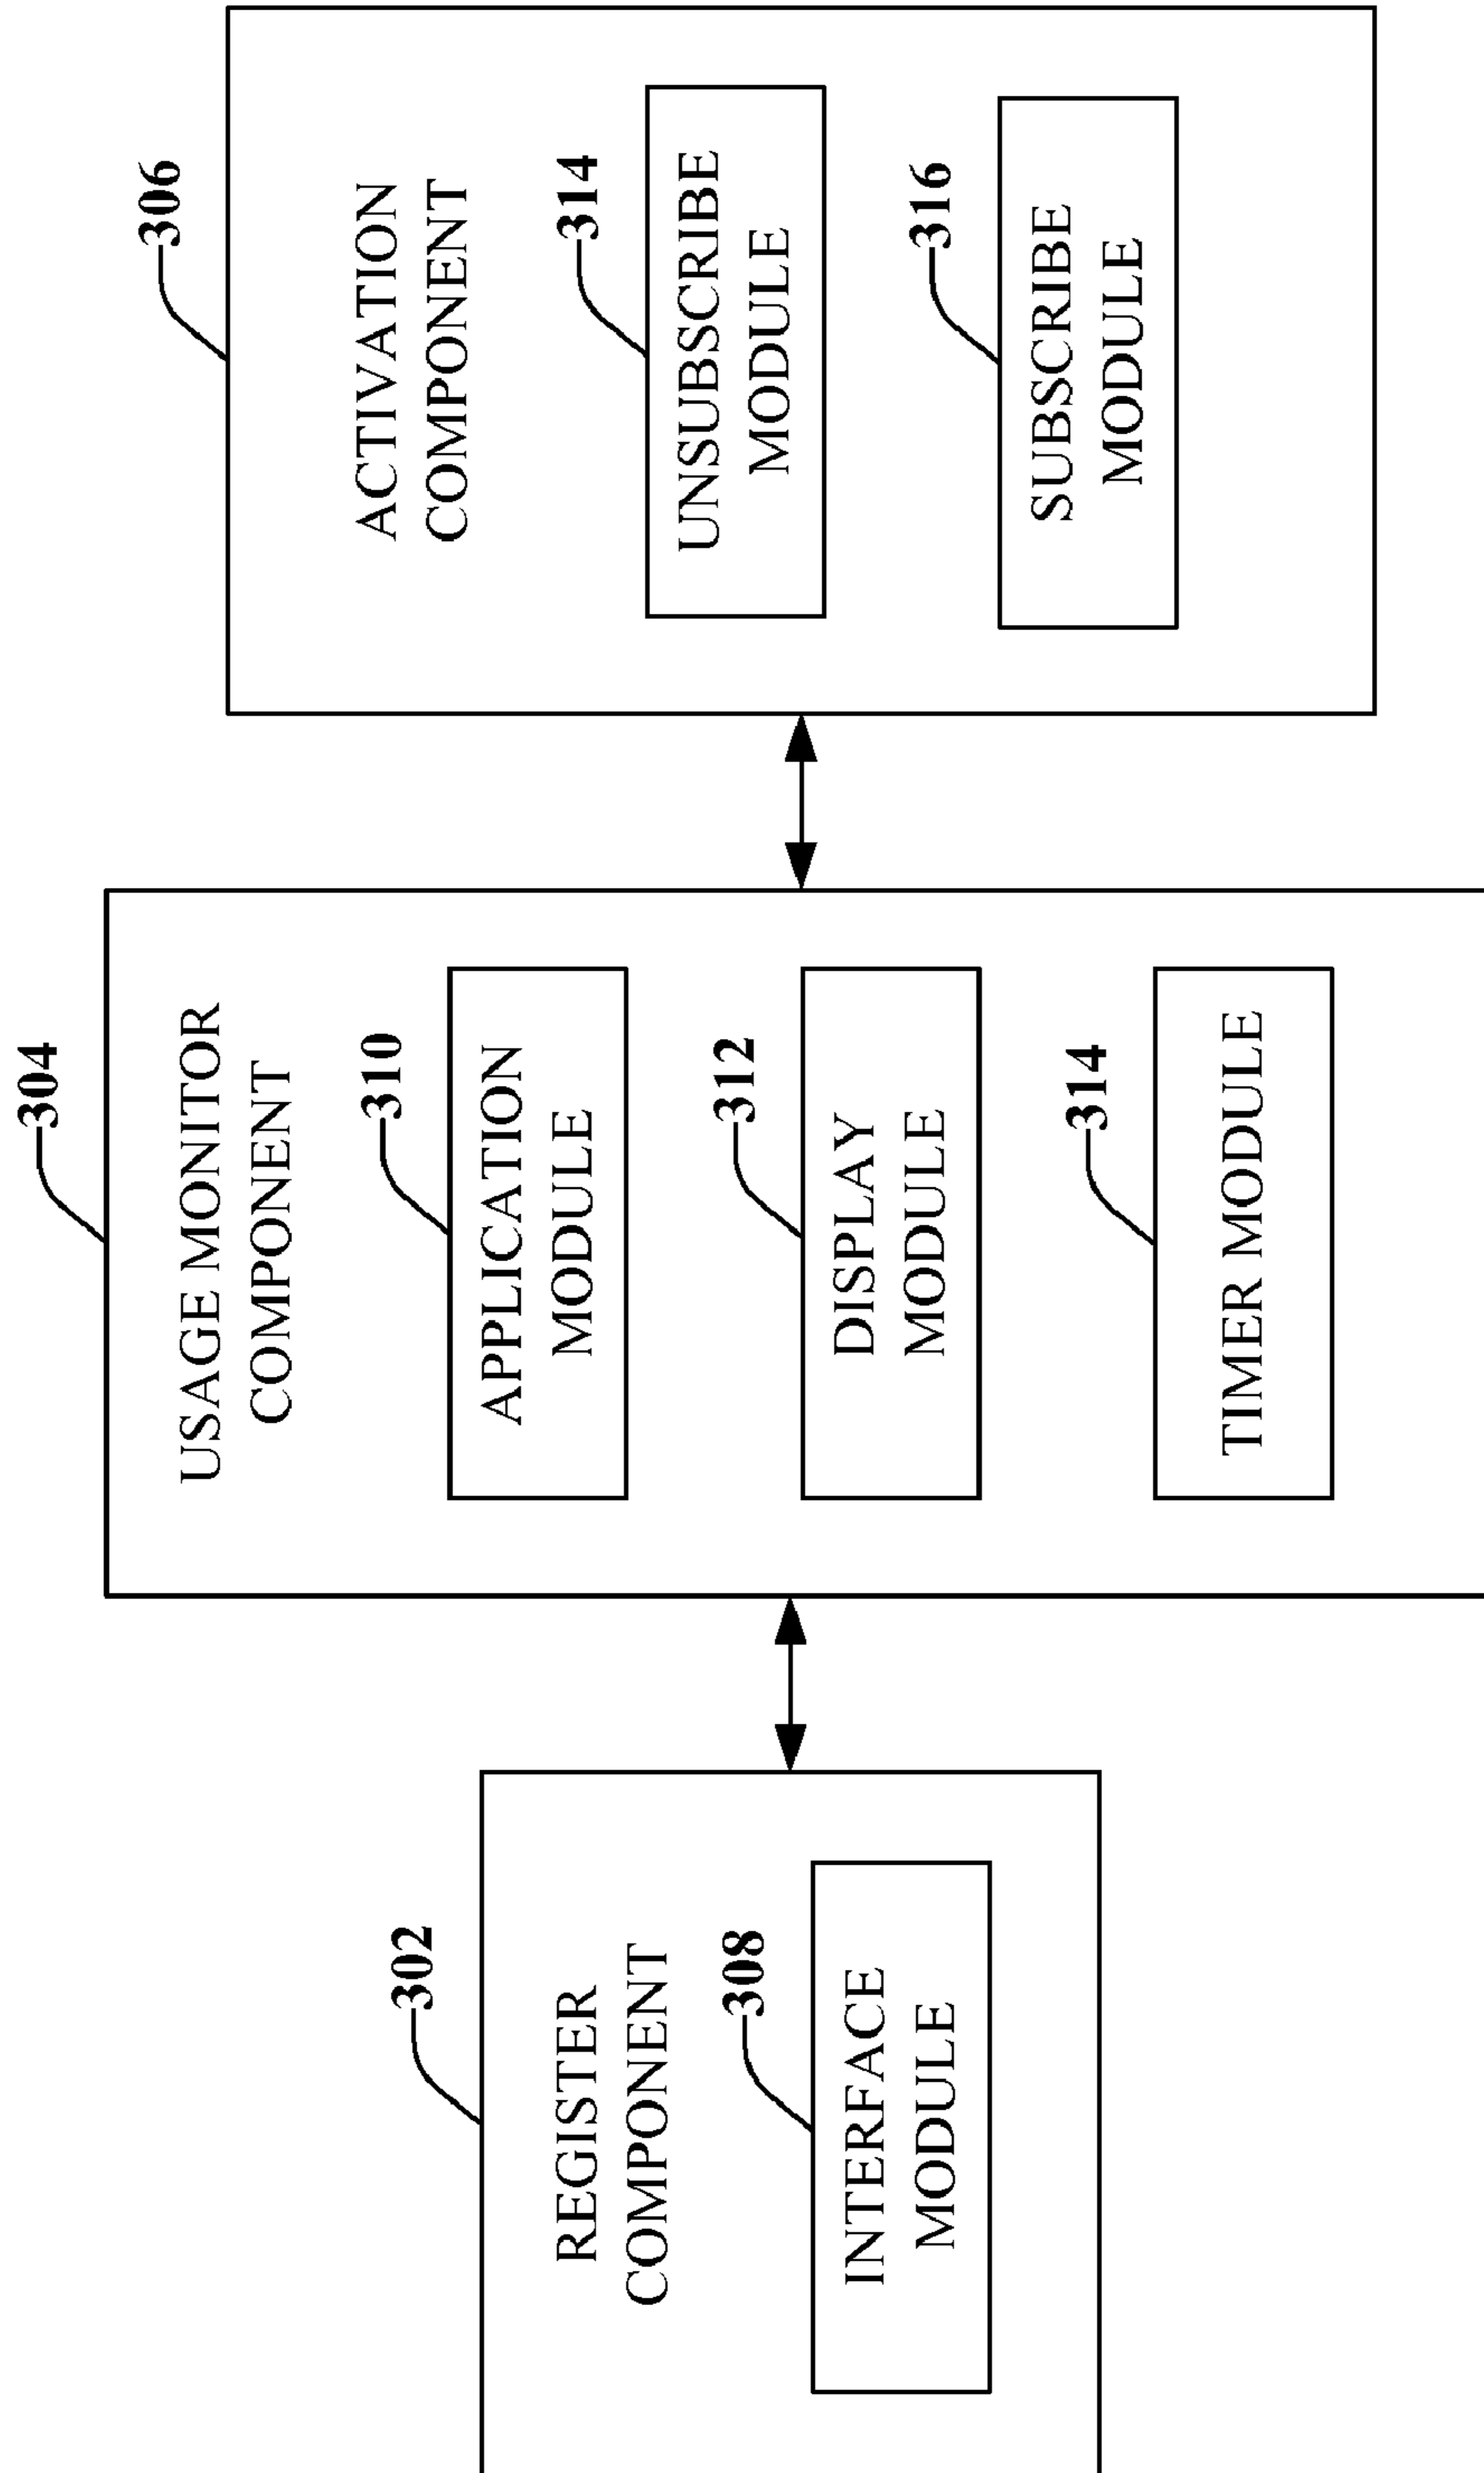 302
REGISTER
COMPONENT
308
INTERFACE
MODULE
304
USAGE MONITOR
COMPONENT
310
APPLICATION
MODULE
312
DISPLAY
MODULE
314
TIMER MODULE
306
ACTIVATION
COMPONENT
314
UNSUBSCRIBE
MODULE
316
SUBSCRIBE
MODULE